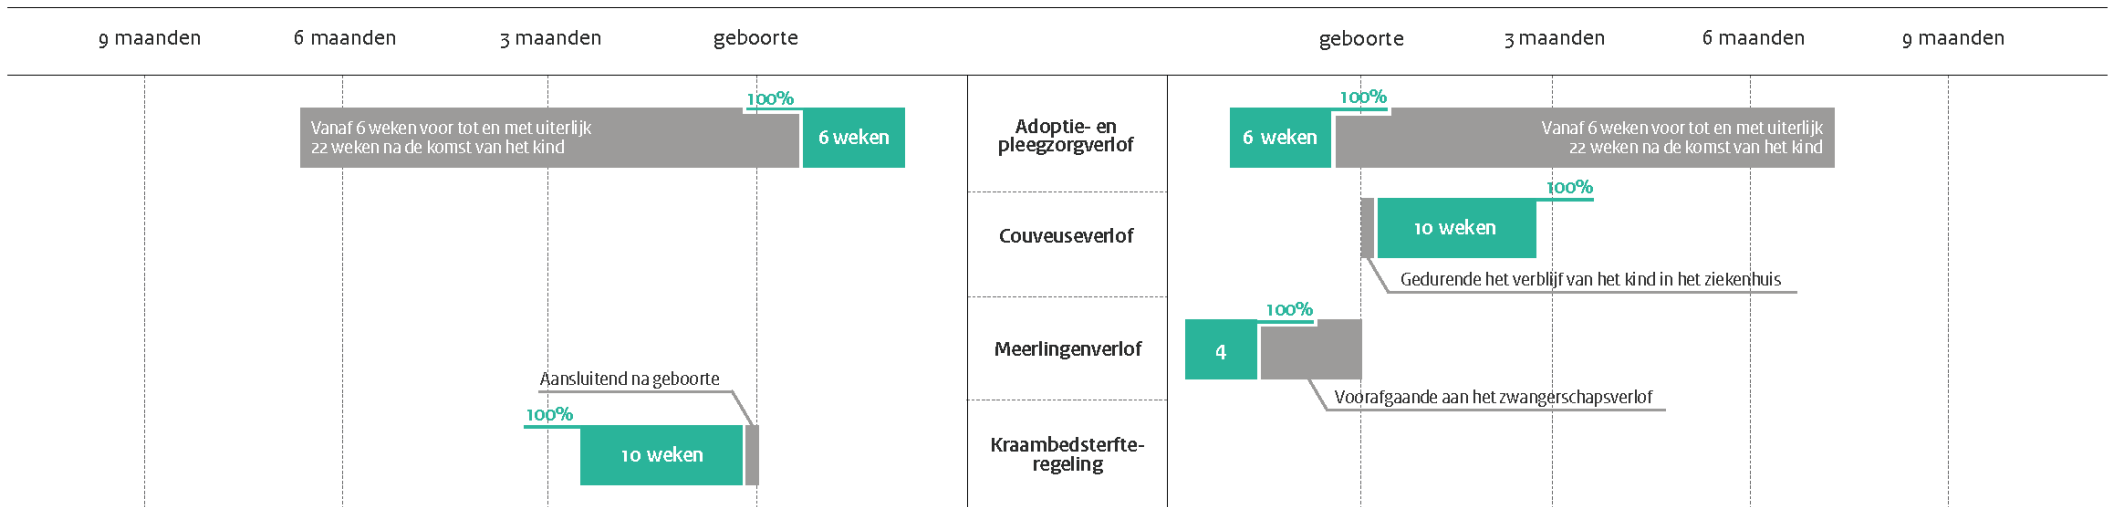 9 maanden 6 maanden 3 maanden geboorte geboorte 3 maanden 6 maanden 9 maanden
100%
Vanaf 6 weken voor tot en met uiterlijk
22 weken na de komst van het kind
6 weken
Adoptie- en
pleegzorgverlof
100%
6 weken
Vanaf 6 weken voor tot en met uiterlijk
22 weken na de komst van het kind
Couveuseverlof
100%
10 weken
Gedurende het verblijf van het kind in het ziekenhuis
Meerlingenverlof
100%
4
Voorafgaande aan het zwangerschapsverlof
Aansluitend na geboorte
100%
10 weken
Kraambedsterfte-
regeling